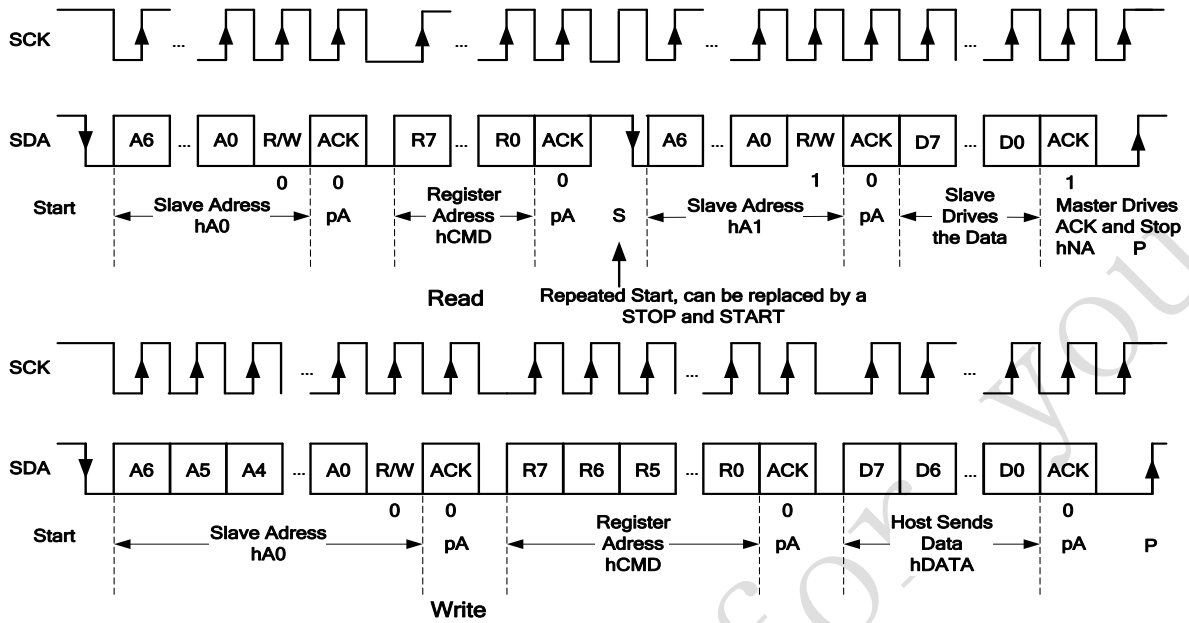 SCK ... ... ... ...
SDA A6 ... A0 R/W ACK R7 ... R0 ACK A6 ... A0 R/W ACK D7 ... D0 ACK
0 0 0 1 0 1
Start Slave Adress hA0 pA Register Adress hCMD pA S Slave Adress hA1 pA Slave Drives the Data Master Drives ACK and Stop hNA P
Read
Repeated Start, can be replaced by a
STOP and START
SCK ... ... ...
SDA A6 A5 A4 ... A0 R/W ACK R7 R6 R5 ... R0 ACK D7 D6 ... D0 ACK
0 0 0 0
Start Slave Adress hA0 pA Register Adress hCMD pA Host Sends Data hDATA pA P
Write
for you